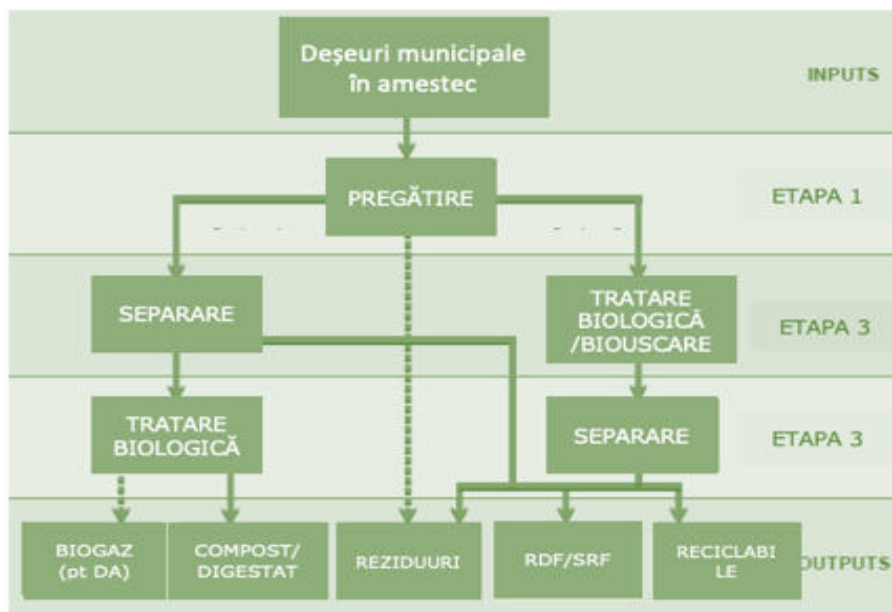 Deșeuri municipale
în amestec
INPUTS
PREGĂTIRE
ETAPA 1
SEPARARE
TRATARE
BIOLOGICĂ
/BIOUSCARE
ETAPA 3
TRATARE
BIOLOGICĂ
SEPARARE
ETAPA 3
BIOGAZ
(pt DA)
COMPOST/
DIGESTAT
REZIDUURI
RDF/SRF
RECICLABI
LE
OUTPUTS